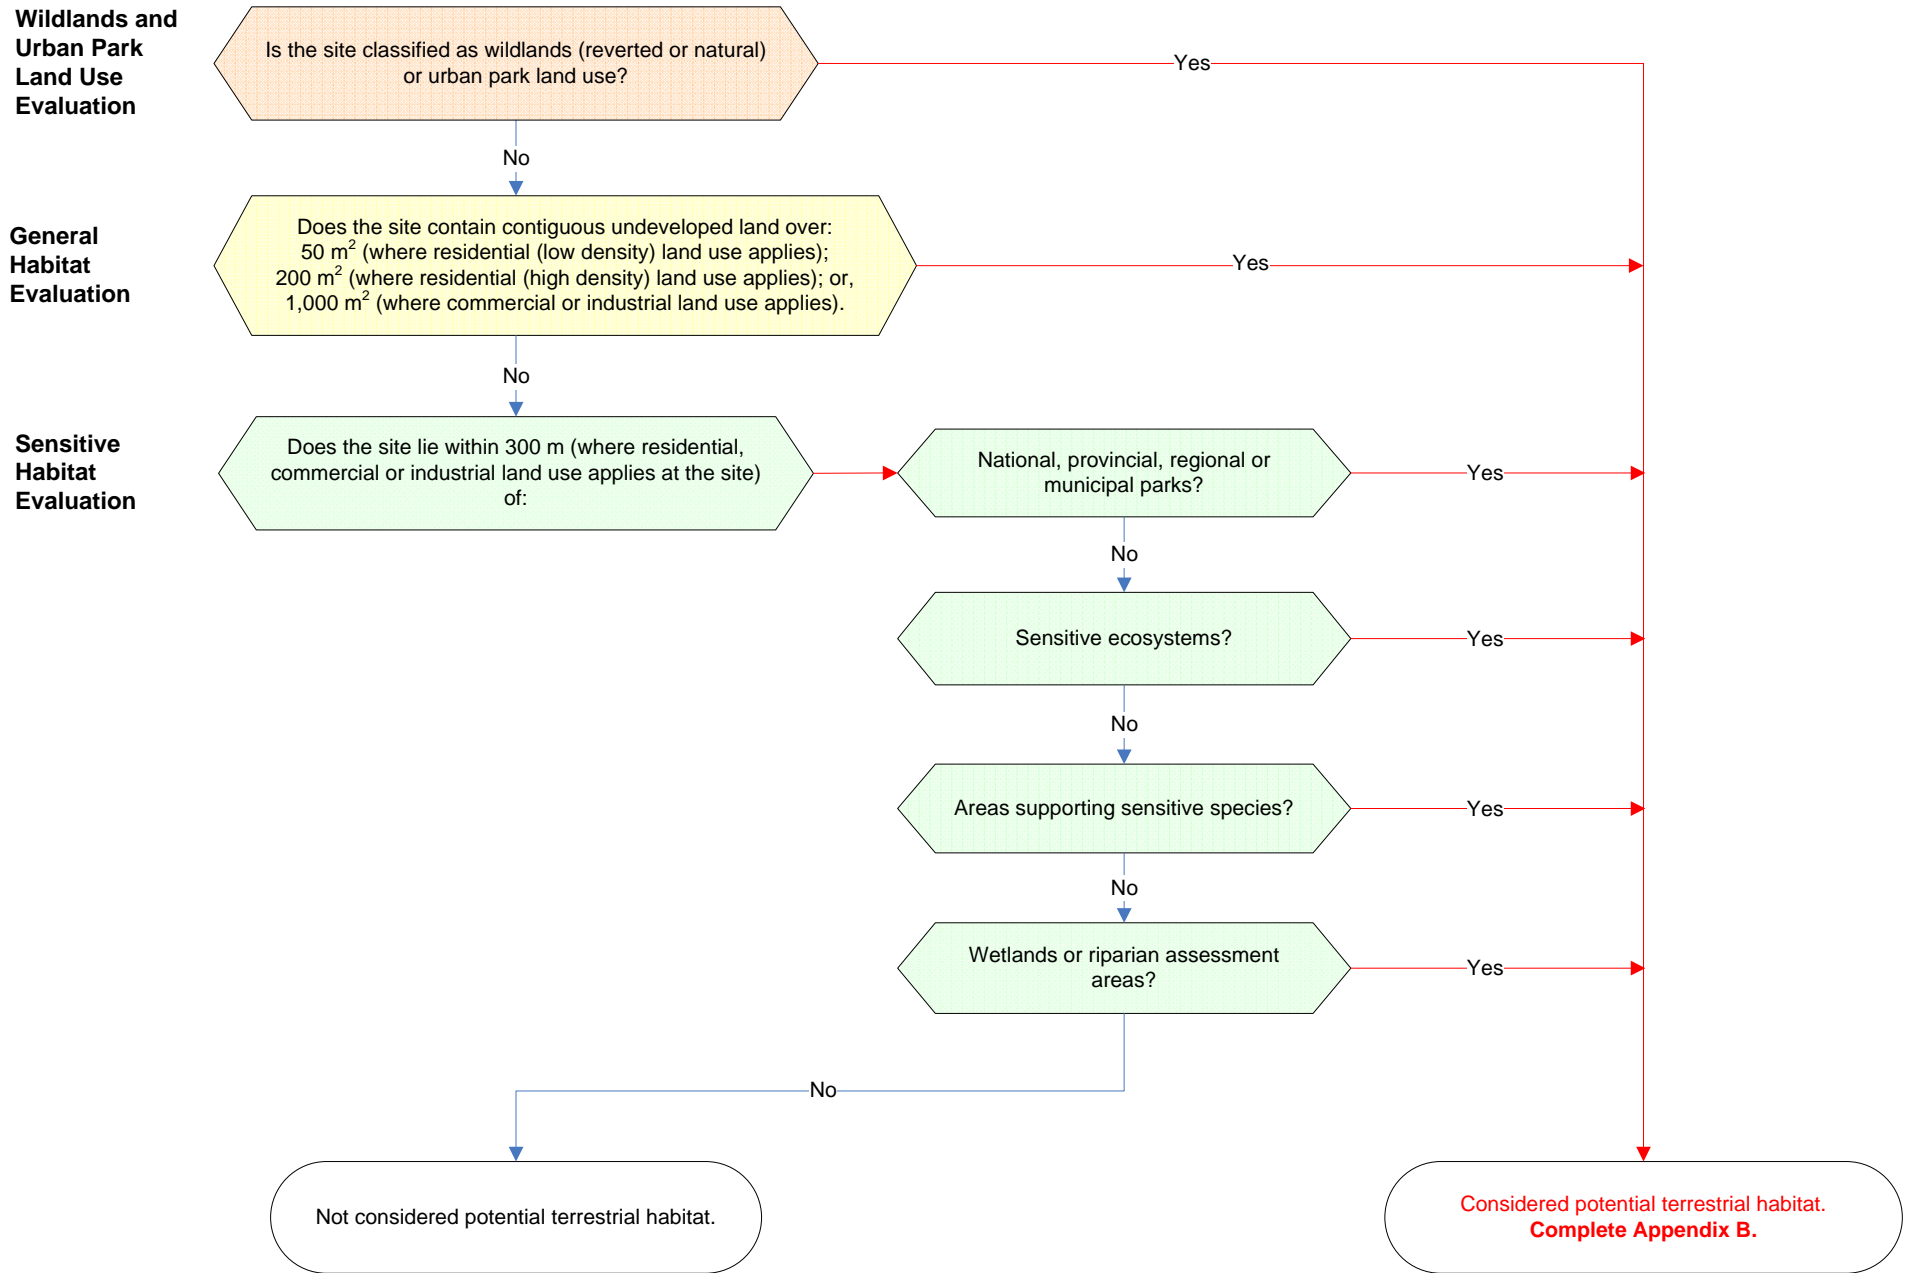 Wildlands and
Urban Park
Land Use
Evaluation
Is the site classified as wildlands (reverted or natural)
or urban park land use?
Yes
No
General
Habitat
Evaluation
Does the site contain contiguous undeveloped land over:
50 m² (where residential (low density) land use applies);
200 m² (where residential (high density) land use applies); or,
1,000 m² (where commercial or industrial land use applies).
Yes
No
Sensitive
Habitat
Evaluation
Does the site lie within 300 m (where residential,
commercial or industrial land use applies at the site)
of:
National, provincial, regional or
municipal parks?
Yes
No
Sensitive ecosystems?
Yes
No
Areas supporting sensitive species?
Yes
No
Wetlands or riparian assessment
areas?
Yes
No
Not considered potential terrestrial habitat.
Considered potential terrestrial habitat.
Complete Appendix B.